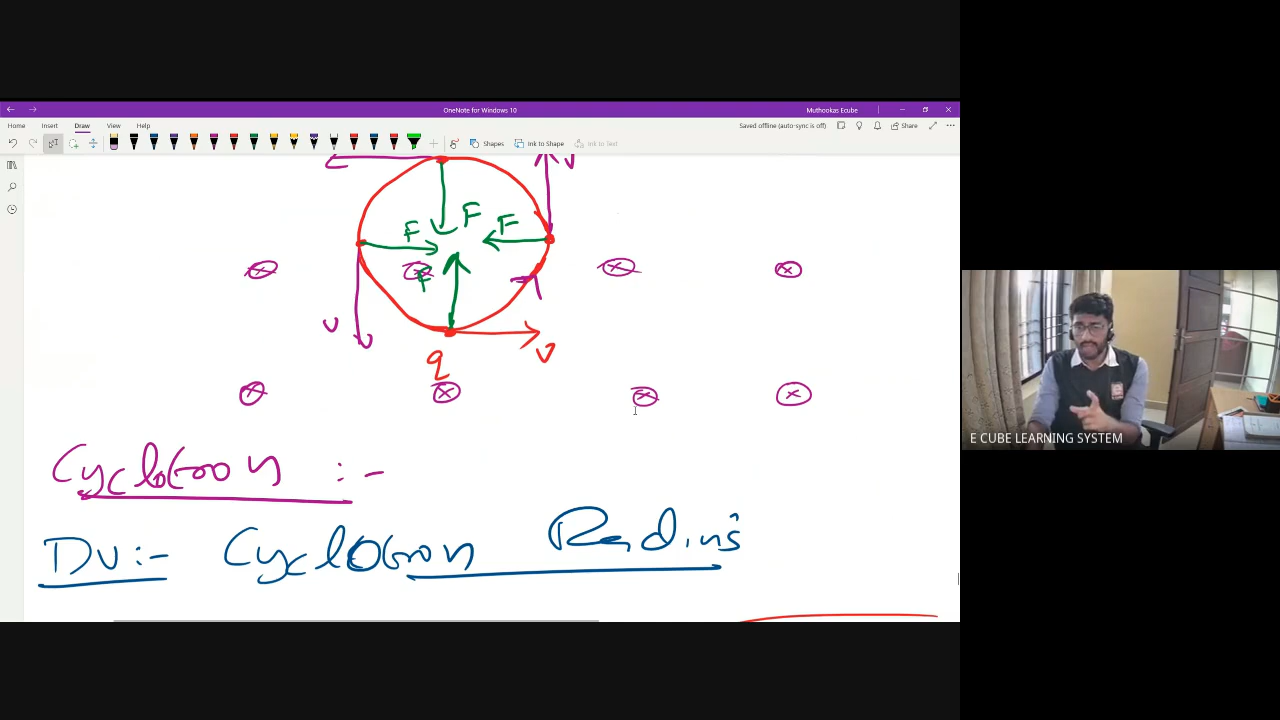 OneNote for Windows 10
Muthookas Ecube
Home Insert Draw View Help
Saved offline (auto-sync is off)
Share
Shapes
Ink to Shape
Ink to Text
v
F
F F
F
v
v
q
E CUBE LEARNING SYSTEM
Cyclotron :-
Dv :- Cyclotron Radius